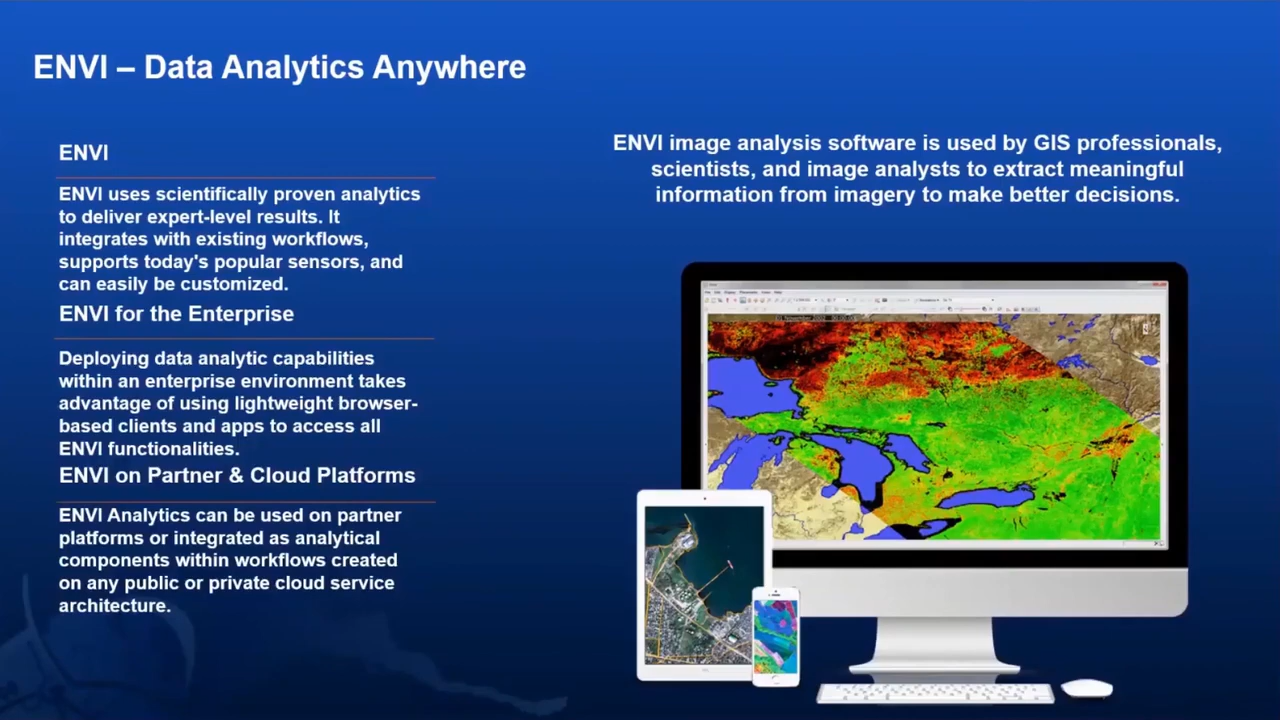 ENVI – Data Analytics Anywhere
ENVI
ENVI uses scientifically proven analytics
to deliver expert-level results. It
integrates with existing workflows,
supports today's popular sensors, and
can easily be customized.
ENVI for the Enterprise
Deploying data analytic capabilities
within an enterprise environment takes
advantage of using lightweight browser-
based clients and apps to access all
ENVI functionalities.
ENVI on Partner & Cloud Platforms
ENVI Analytics can be used on partner
platforms or integrated as analytical
components within workflows created
on any public or private cloud service
architecture.
ENVI image analysis software is used by GIS professionals,
scientists, and image analysts to extract meaningful
information from imagery to make better decisions.